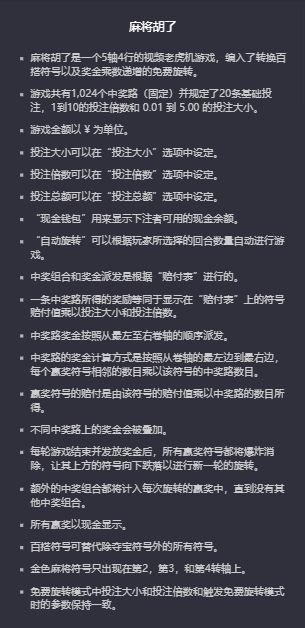 麻将胡了
麻将胡了是一个5轴4行的视频老虎机游戏，编入了转换百
搭符号以及奖金乘数递增的免费旋转。
游戏共有1,024个中奖路（固定）并规定了20条基础投
注，1到10的投注倍数和 0.01 到 5.00 的投注大小。
游戏金额以 ¥ 为单位。
投注大小可以在“投注大小”选项中设定。
投注倍数可以在“投注倍数”选项中设定。
投注总额可以在“投注总额”选项中设定。
“现金钱包”用来显示下注者可用的现金余额。
“自动旋转”可以根据玩家所选择的回合数量自动进行游
戏。
中奖组合和奖金派发是根据“赔付表”进行的。
一条中奖路所得的奖励等同于显示在“赔付表”上的符号
赔付值乘以投注大小和投注倍数。
中奖路奖金按照从最左至右卷轴的顺序派发。
中奖路的奖金计算方式是按照从卷轴的最左边到最右边，
每个赢奖符号相邻的数目乘以该符号的中奖路数目。
赢奖符号的赔付是由该符号的赔付值乘以中奖路的数目所
得。
不同中奖路上的奖金会被叠加。
每轮游戏结束并发放奖金后，所有赢奖符号都将爆炸消
除，让其上方的符号向下跌落以进行新一轮的旋转。
额外的中奖组合都将计入每次旋转的赢奖中，直到没有其
他中奖组合。
所有赢奖以现金显示。
百搭符号可替代除夺宝符号外的所有符号。
金色麻将符号只出现在第2，第3，和第4转轴上。
免费旋转模式中投注大小和投注倍数和触发免费旋转模式
时的参数保持一致。